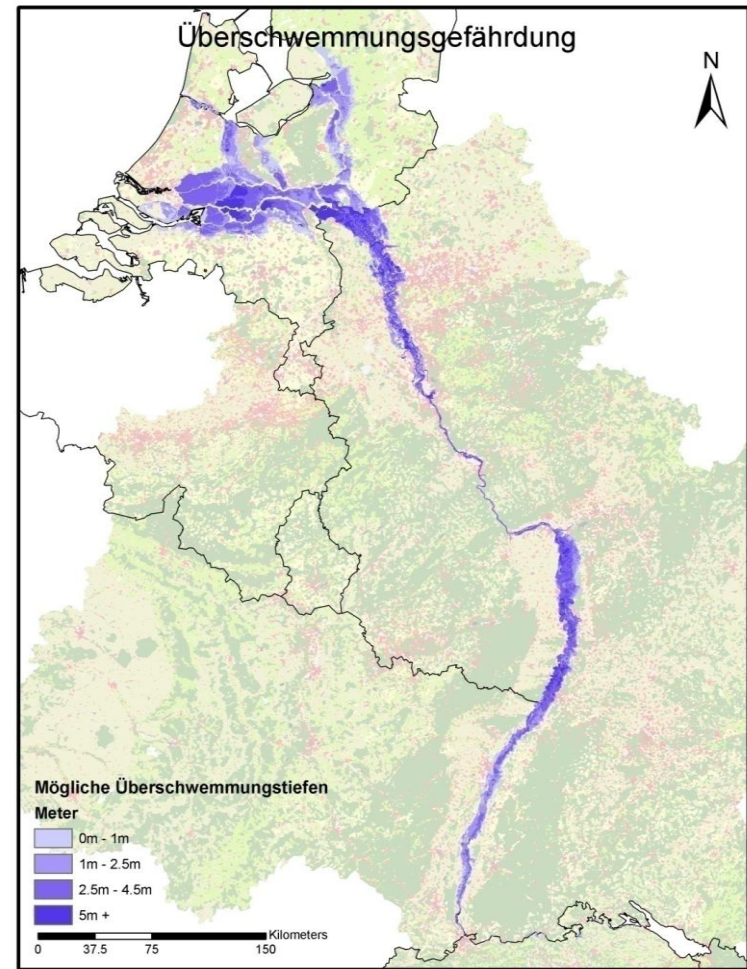 Überschwemmungsgefährdung
N
Mögliche Überschwemmungstiefen
Meter
0m - 1m
1m - 2.5m
2.5m - 4.5m
5m +
Kilometers
0 37.5 75 150